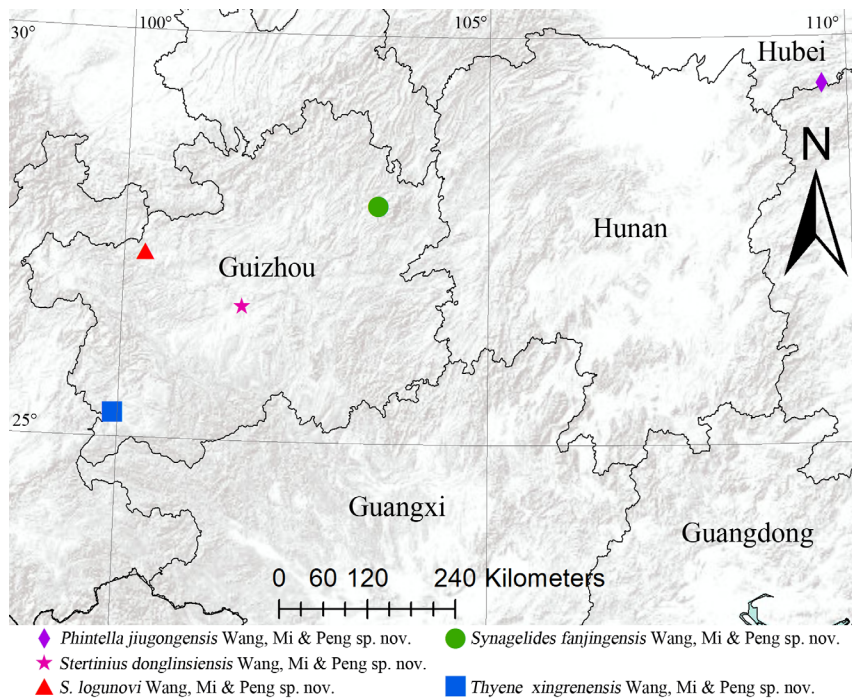 30° 100° 105° 110°
Hubei
N
Hunan
Guizhou
25°
Guangxi
Guangdong
0 60 120 240 Kilometers
Phintella jiugongensis Wang, Mi & Peng sp. nov.
Synagelides fanjingensis Wang, Mi & Peng sp. nov.
Stertinius donglinsiensis Wang, Mi & Peng sp. nov.
S. logunovi Wang, Mi & Peng sp. nov.
Thyene xingrenensis Wang, Mi & Peng sp. nov.